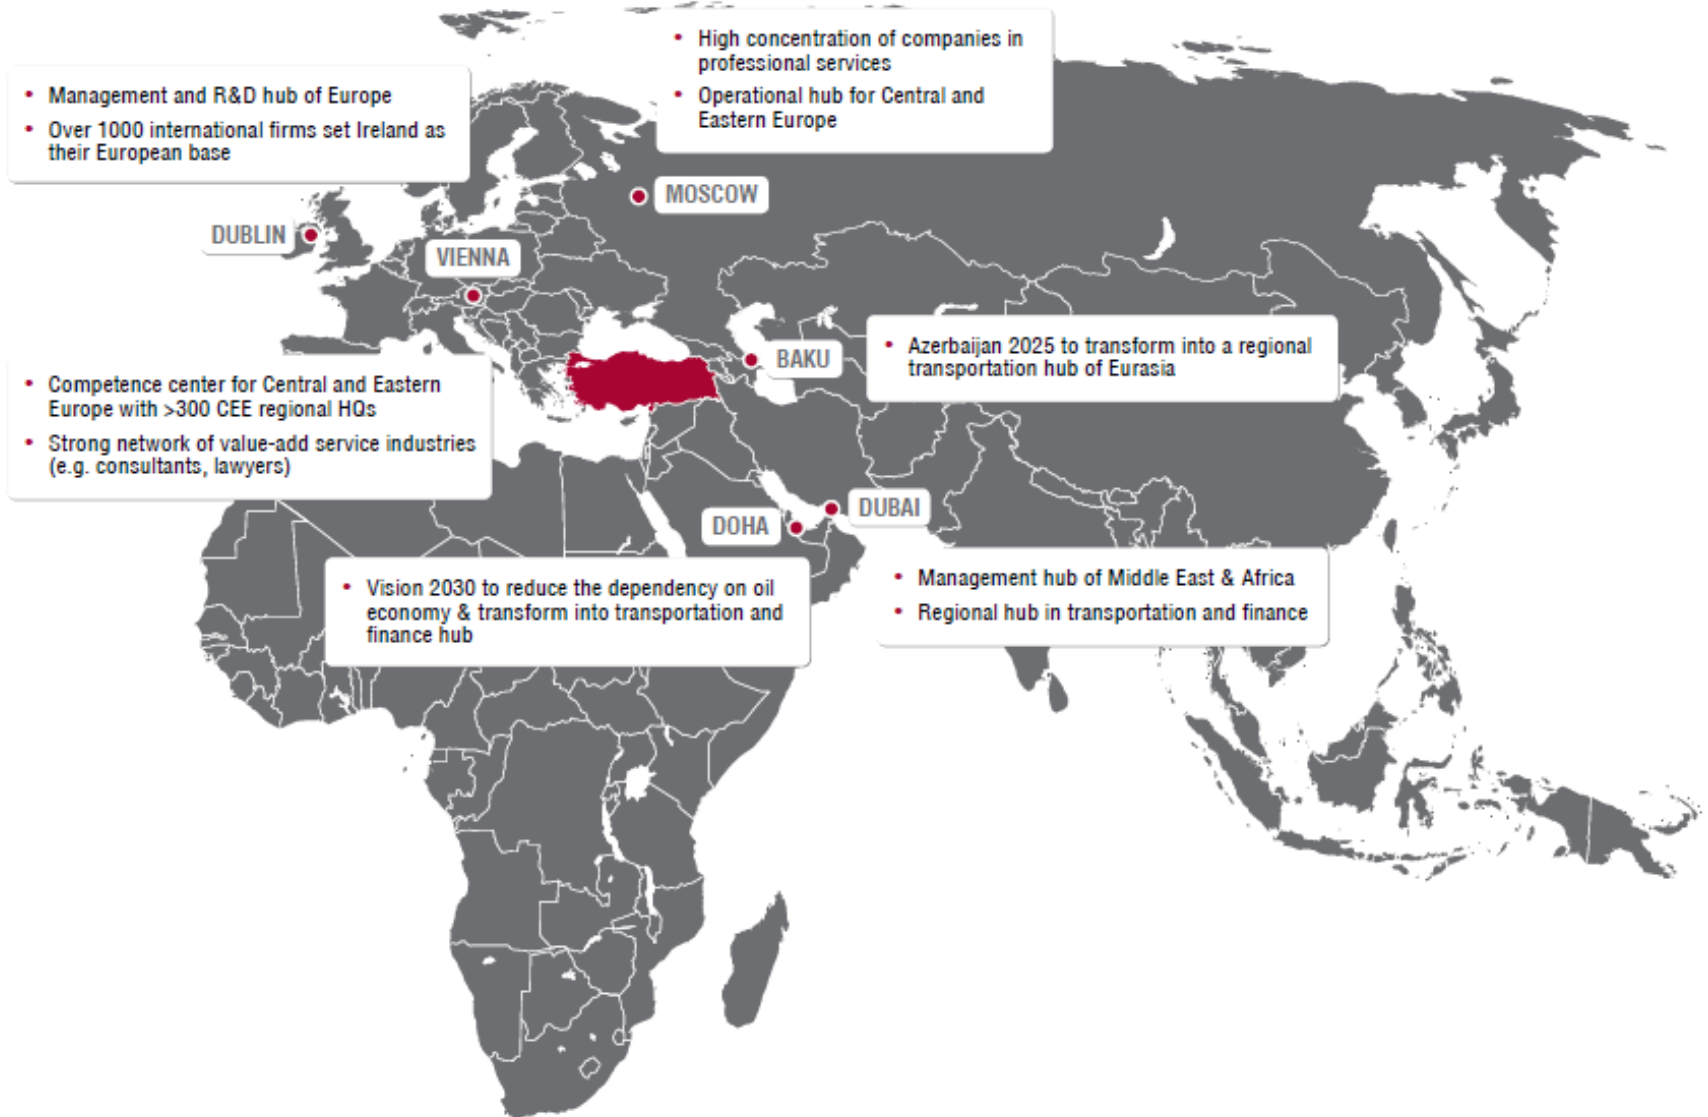 • High concentration of companies in
professional services
• Operational hub for Central and
Eastern Europe
• Management and R&D hub of Europe
• Over 1000 international firms set Ireland as
their European base
MOSCOW
DUBLIN
VIENNA
BAKU
• Azerbaijan 2025 to transform into a regional
transportation hub of Eurasia
• Competence center for Central and Eastern
Europe with >300 CEE regional HQs
• Strong network of value-add service industries
(e.g. consultants, lawyers)
DUBAI
DOHA
• Vision 2030 to reduce the dependency on oil
economy & transform into transportation and
finance hub
• Management hub of Middle East & Africa
• Regional hub in transportation and finance